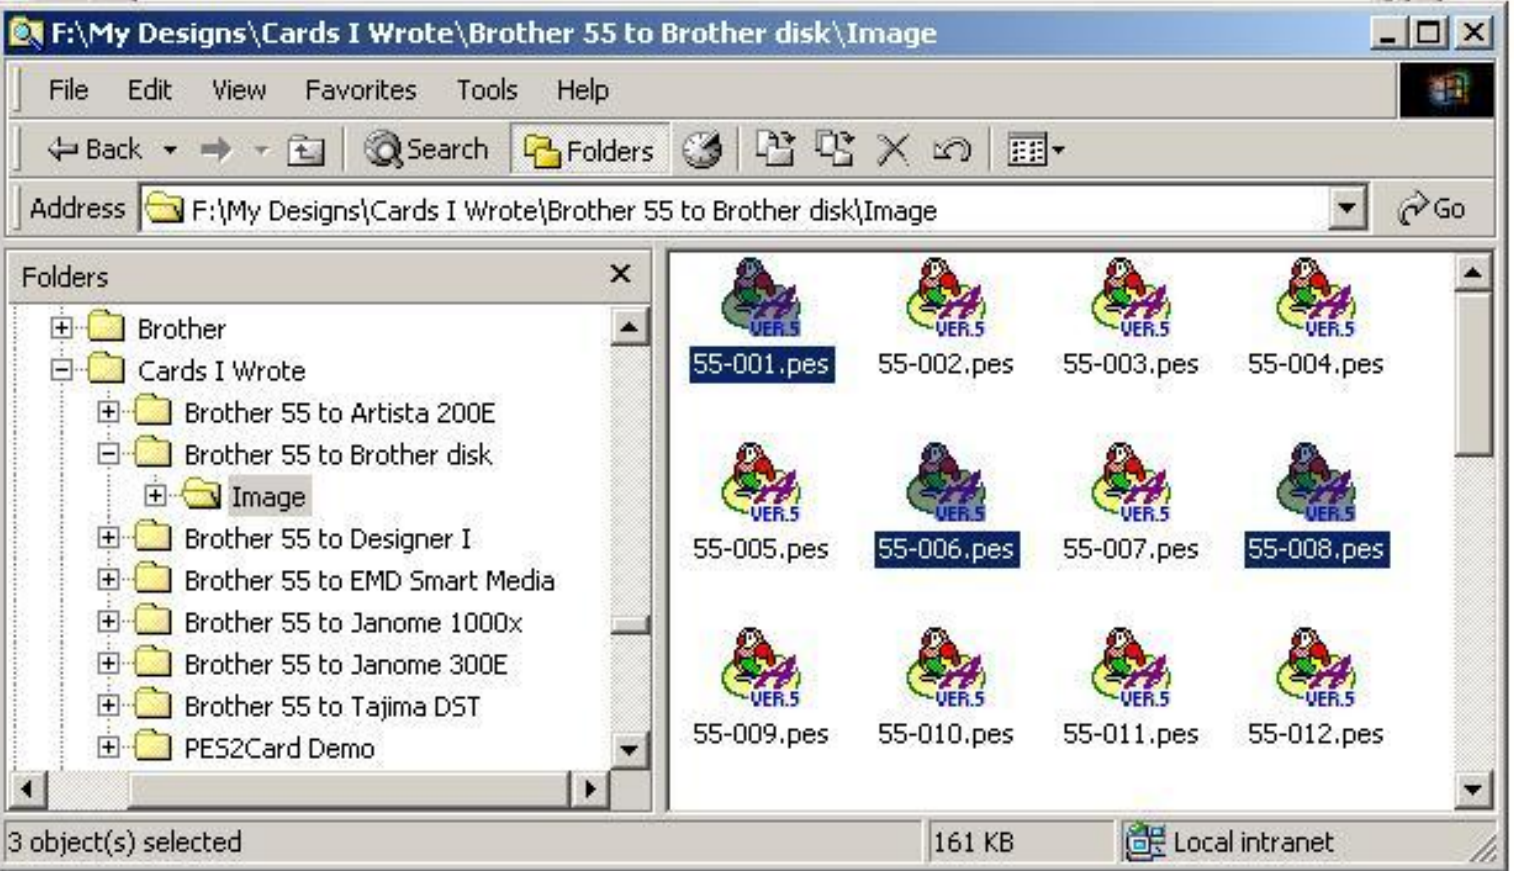 F:\My Designs\Cards I Wrote\Brother 55 to Brother disk\Image
File Edit View Favorites Tools Help
Back Search Folders
Address F:\My Designs\Cards I Wrote\Brother 55 to Brother disk\Image Go
Folders
Brother
Cards I Wrote
Brother 55 to Artista 200E
Brother 55 to Brother disk
Image
Brother 55 to Designer I
Brother 55 to EMD Smart Media
Brother 55 to Janome 1000x
Brother 55 to Janome 300E
Brother 55 to Tajima DST
PES2Card Demo
VER.5 VER.5 VER.5 VER.5
55-001.pes 55-002.pes 55-003.pes 55-004.pes
VER.5 VER.5 VER.5 VER.5
55-005.pes 55-006.pes 55-007.pes 55-008.pes
VER.5 VER.5 VER.5 VER.5
55-009.pes 55-010.pes 55-011.pes 55-012.pes
3 object(s) selected 161 KB Local intranet